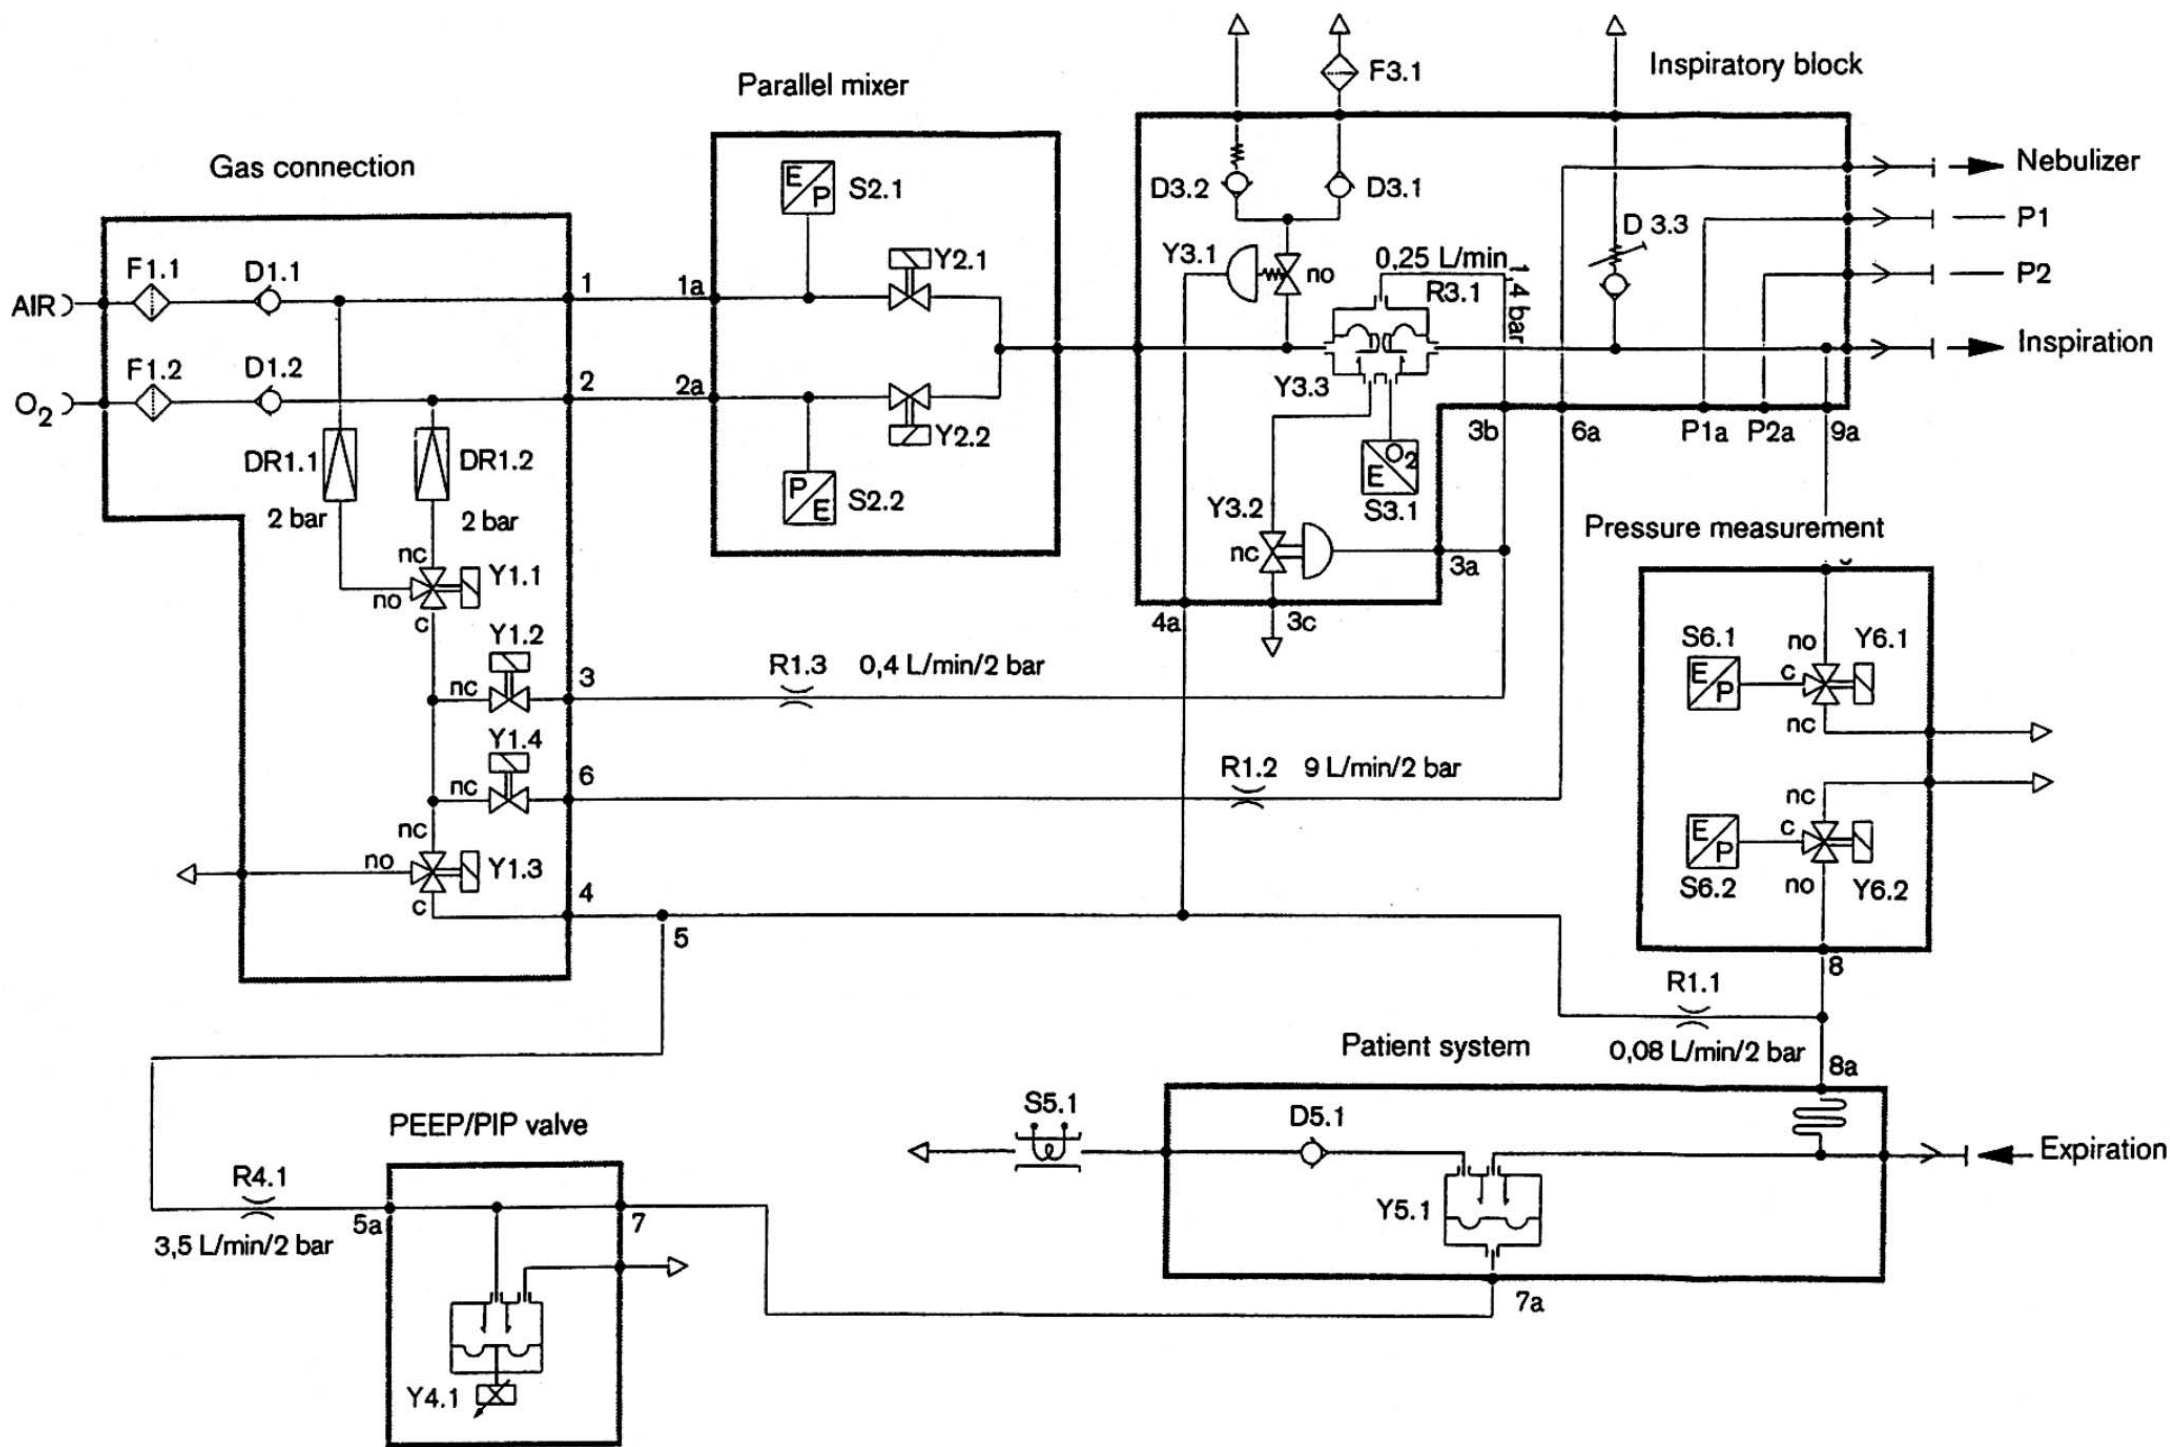 Inspiratory block
F3.1
Parallel mixer
Gas connection
Nebulizer
D3.2
D3.1
E
P
S2.1
P1
D 3.3
F1.1
D1.1
Y2.1
Y3.1
no
0,25 L/min
R3.1
1,4 bar
P2
AIR
1
1a
Inspiration
F1.2
D1.2
2
2a
Y3.3
O2
Y2.2
3b
6a
P1a
P2a
9a
DR1.1
DR1.2
O2
E
S3.1
P
E
S2.2
2 bar
2 bar
Y3.2
Pressure measurement
nc
nc
3a
Y1.1
no
c
4a
3c
Y1.2
S6.1
no
Y6.1
R1.3
0,4 L/min/2 bar
E
P
c
nc
3
nc
Y1.4
R1.2
9 L/min/2 bar
6
nc
nc
E
P
c
nc
no
Y1.3
S6.2
no
Y6.2
c
4
5
8
R1.1
Patient system
0,08 L/min/2 bar
8a
S5.1
D5.1
PEEP/PIP valve
Expiration
R4.1
Y5.1
5a
7
3,5 L/min/2 bar
7a
Y4.1